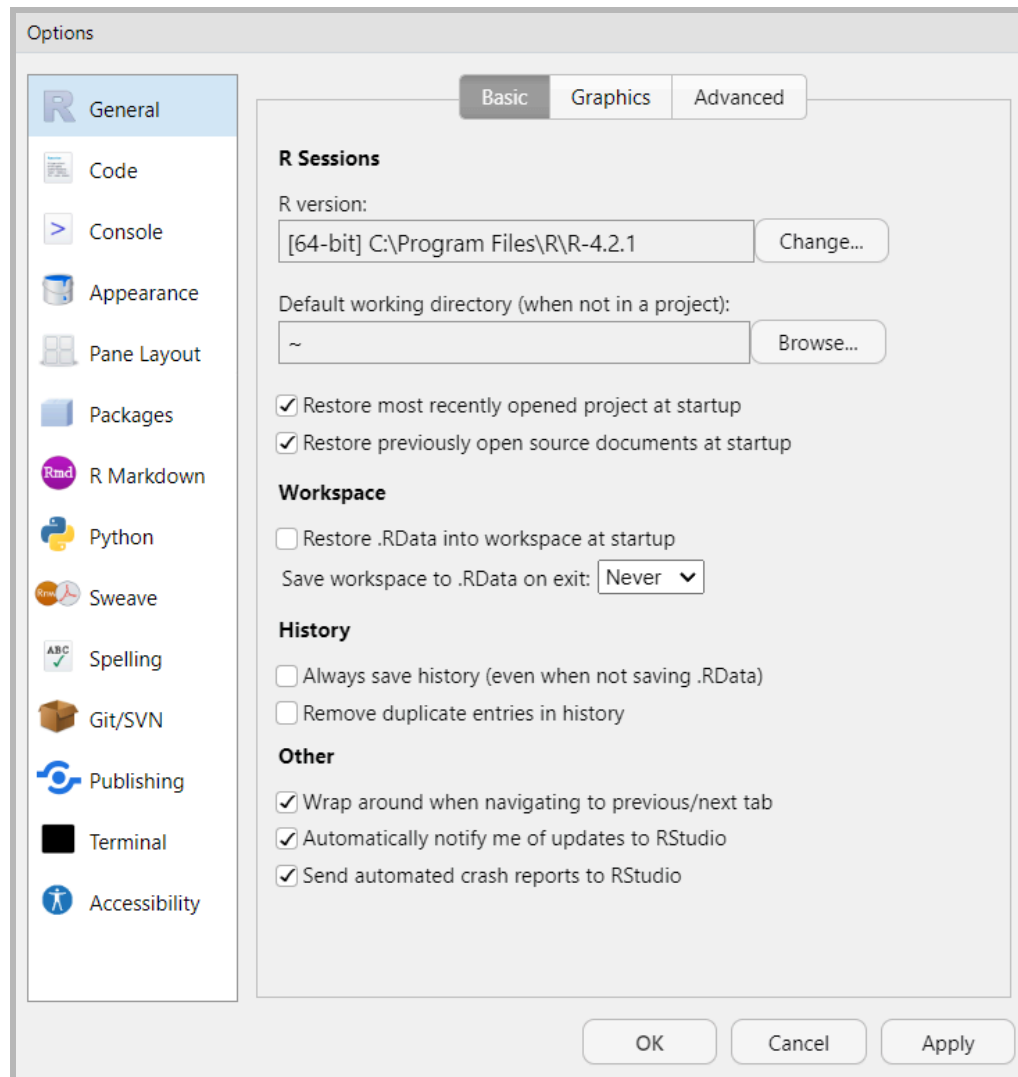 Options
General
Code
Console
Appearance
Pane Layout
Packages
R Markdown
Python
Sweave
Spelling
Git/SVN
Publishing
Terminal
Accessibility
Basic Graphics Advanced
R Sessions
R version:
[64-bit] C:\Program Files\R\R-4.2.1 Change...
Default working directory (when not in a project):
~ Browse...
Restore most recently opened project at startup
Restore previously open source documents at startup
Workspace
Restore .RData into workspace at startup
Save workspace to .RData on exit: Never
History
Always save history (even when not saving .RData)
Remove duplicate entries in history
Other
Wrap around when navigating to previous/next tab
Automatically notify me of updates to RStudio
Send automated crash reports to RStudio
OK Cancel Apply
R
>
Rmd
Rnw
ABC